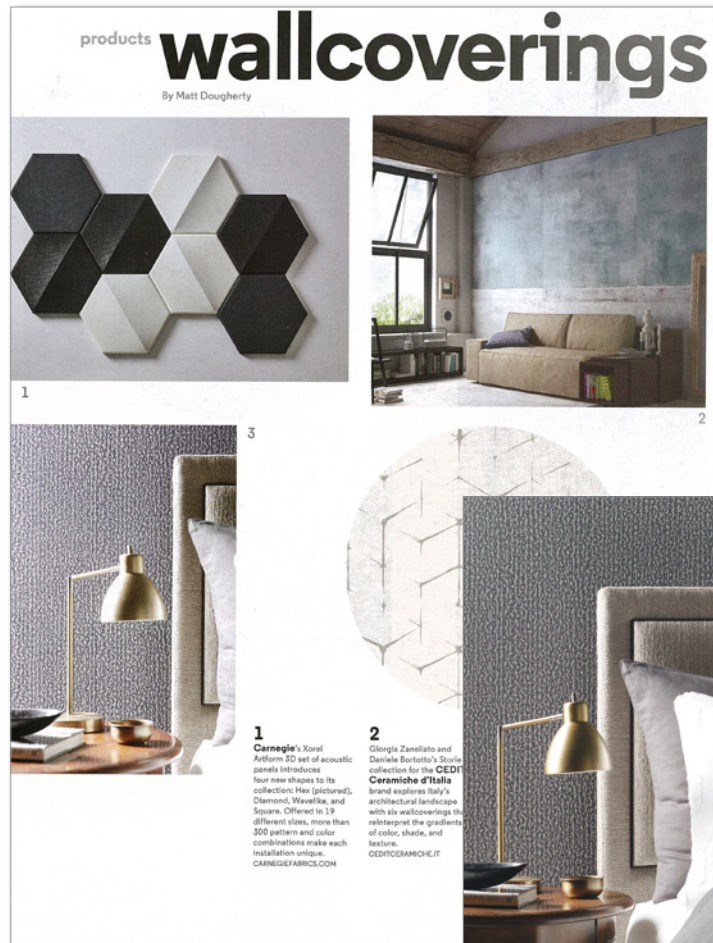 products wallcoverings
By Matt Dougherty
1
2
3
1
Carnegie's Xorel
Artform 3D set of acoustic
panels introduces
four new shapes to its
collection: Hex (pictured),
Diamond, Wavelike, and
Square. Offered in 19
different sizes, more than
300 pattern and color
combinations make each
installation unique.
CARNEGIEFABRICS.COM
2
Giorgia Zanellato and
Daniele Bortotto's Storie
collection for the CEDIT
Ceramiche d'Italia
brand explores Italy's
architectural landscape
with six wallcoverings tha
reinterpret the gradients
of color, shade, and
texture.
CEDITCERAMICHE.IT